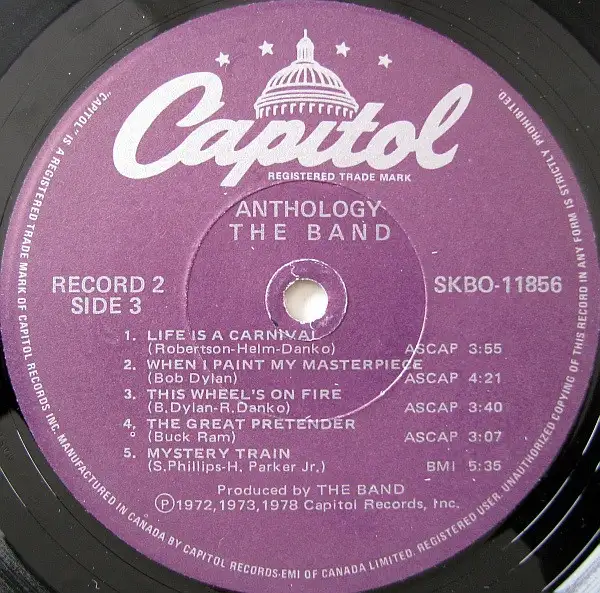 Capitol
REGISTERED TRADE MARK
ANTHOLOGY
THE BAND
RECORD 2
SIDE 3
SKBO-11856
1. LIFE IS A CARNIVAL
(Robertson-Helm-Danko) ASCAP 3:55
2. WHEN I PAINT MY MASTERPIECE
(Bob Dylan) ASCAP 4:21
3. THIS WHEEL'S ON FIRE
(B.Dylan-R.Danko) ASCAP 3:40
4. THE GREAT PRETENDER
(Buck Ram) ASCAP 3:07
5. MYSTERY TRAIN
(S.Phillips-H. Parker Jr.) BMI 5:35
Produced by THE BAND
Ⓟ1972,1973,1978 Capitol Records, Inc.
"CAPITOL" IS A REGISTERED TRADE MARK OF CAPITOL RECORDS INC. MANUFACTURED IN CANADA BY CAPITOL RECORDS-EMI OF CANADA LIMITED. REGISTERED USER. UNAUTHORIZED COPYING OF THIS RECORD IN ANY FORM IS STRICTLY PROHIBITED.